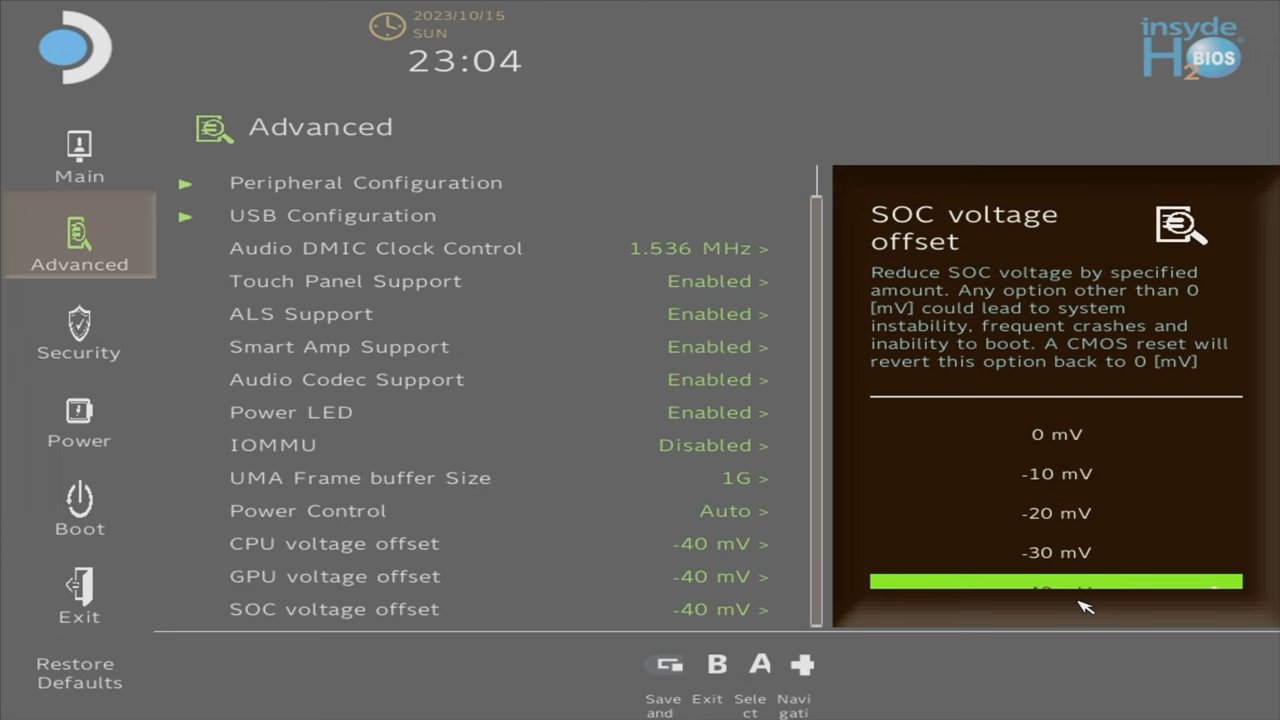 2023/10/15
SUN
23:04
insyde
H2O BIOS
Main
Advanced
Security
Power
Boot
Exit
Restore
Defaults
Advanced
Peripheral Configuration
USB Configuration
Audio DMIC Clock Control 1.536 MHz >
Touch Panel Support Enabled >
ALS Support Enabled >
Smart Amp Support Enabled >
Audio Codec Support Enabled >
Power LED Enabled >
IOMMU Disabled >
UMA Frame buffer Size 1G >
Power Control Auto >
CPU voltage offset -40 mV >
GPU voltage offset -40 mV >
SOC voltage offset -40 mV >
SOC voltage
offset
Reduce SOC voltage by specified
amount. Any option other than 0
[mV] could lead to system
instability, frequent crashes and
inability to boot. A CMOS reset will
revert this option back to 0 [mV]
0 mV
-10 mV
-20 mV
-30 mV
B A
Save Exit Sele Navi
and ct gati